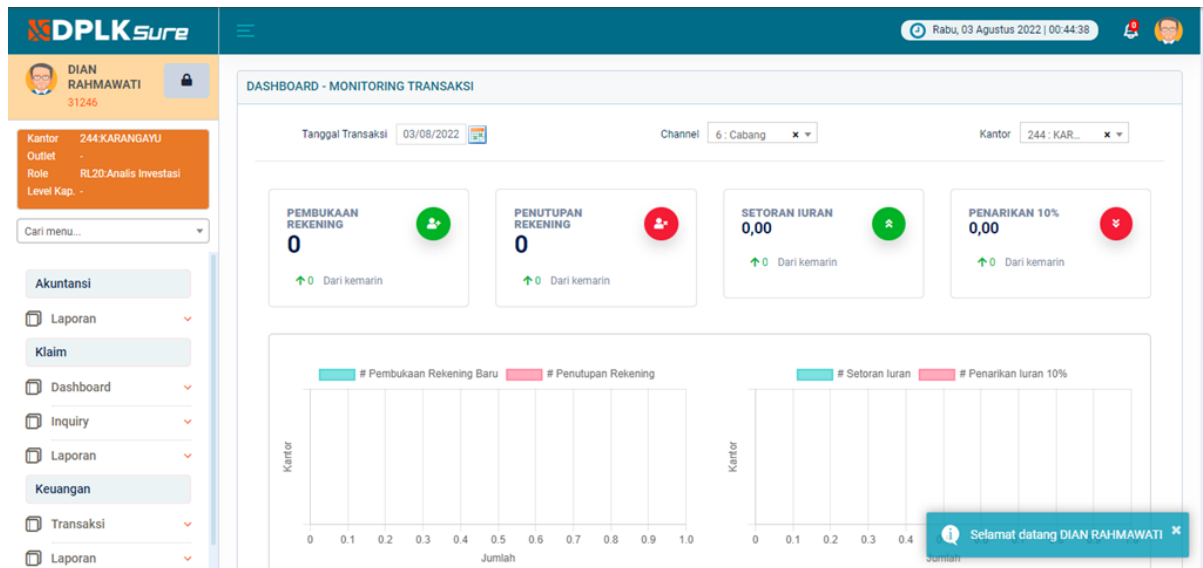 DPLKSure
Rabu, 03 Agustus 2022 | 00:44:38
DIAN
RAHMAWATI
31246
Kantor 244:KARANGAYU
Outlet -
Role RL20:Analis Investasi
Level Kap. -
Cari menu...
Akuntansi
Laporan
Klaim
Dashboard
Inquiry
Laporan
Keuangan
Transaksi
Laporan
DASHBOARD - MONITORING TRANSAKSI
Tanggal Transaksi 03/08/2022
Channel 6 : Cabang x
Kantor 244 : KAR... x
PEMBUKAAN
REKENING
0
0 Dari kemarin
PENUTUPAN
REKENING
0
0 Dari kemarin
SETORAN IURAN
0,00
0 Dari kemarin
PENARIKAN 10%
0,00
0 Dari kemarin
# Pembukaan Rekening Baru # Penutupan Rekening
Kantor
0 0.1 0.2 0.3 0.4 0.5 0.6 0.7 0.8 0.9 1.0
Jumlah
# Setoran Iuran # Penarikan Iuran 10%
Kantor
0 0.1 0.2 0.3 0.4
Jumlah
Selamat datang DIAN RAHMAWATI ×